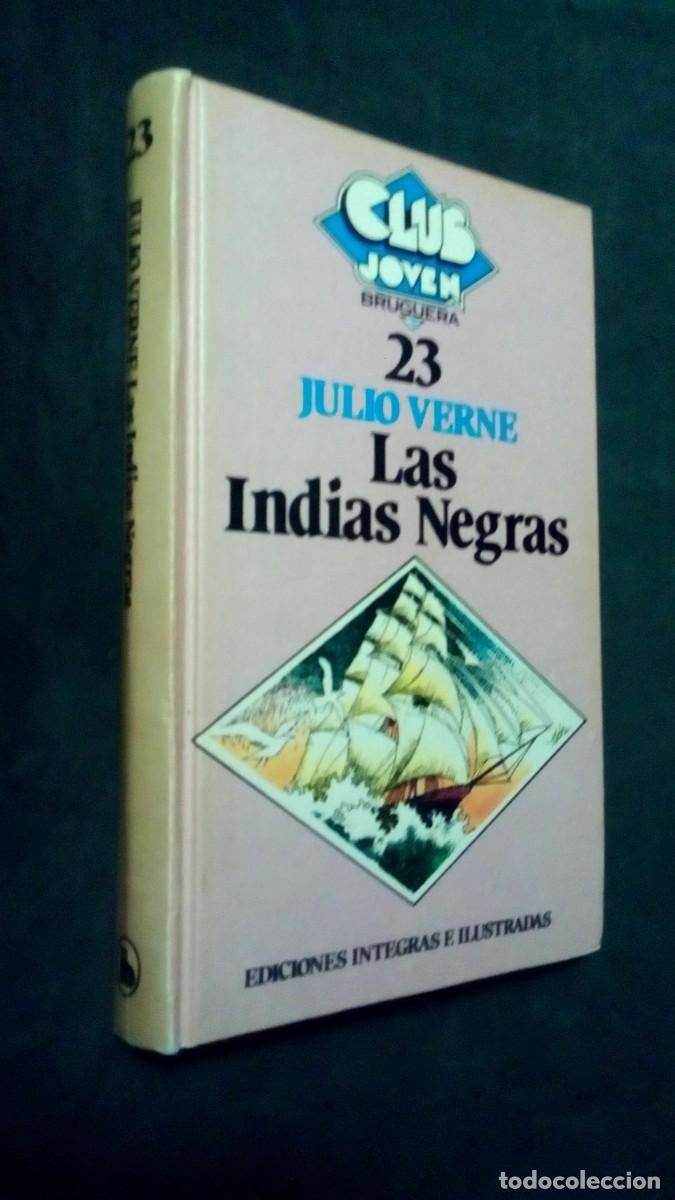 23
JULIO VERNE Las Indias Negras
CLUB
JOVEN
BRUGUERA
23
JULIO VERNE
Las
Indias Negras
EDICIONES INTEGRAS E ILUSTRADAS
todocoleccion